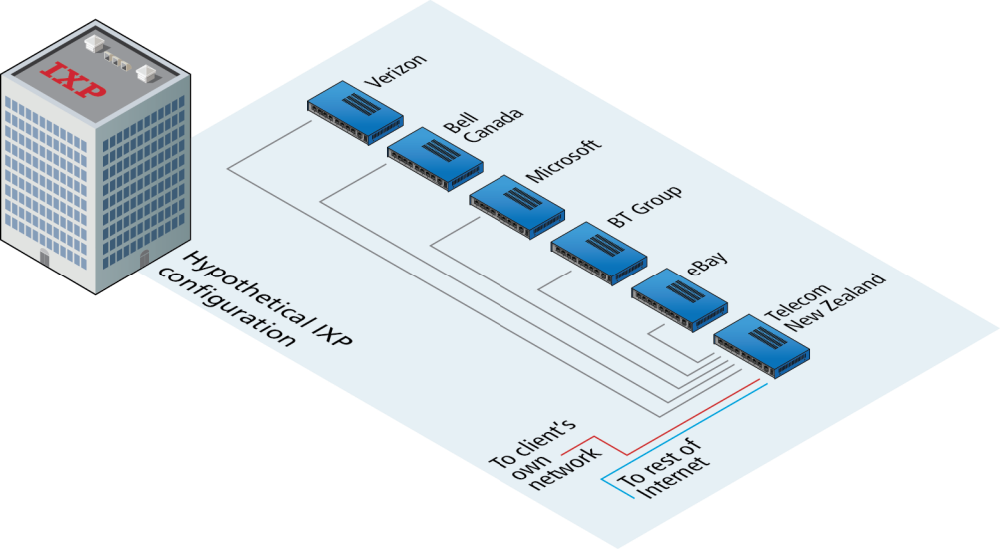 IXP
Verizon
Bell
Canada
Microsoft
BT Group
eBay
Telecom
New Zealand
Hypothetical IXP
configuration
To client's
own
network
To rest of
Internet